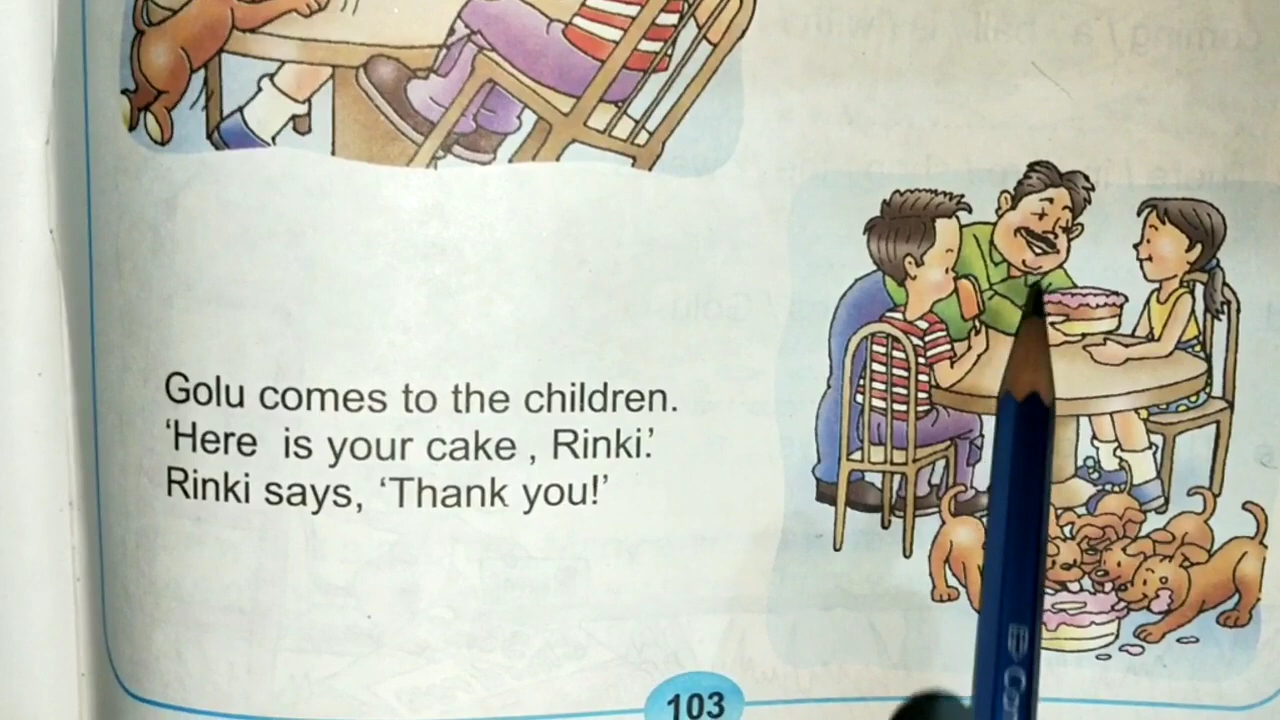 Golu comes to the children.
‘Here is your cake , Rinki.’
Rinki says, ‘Thank you!’
103